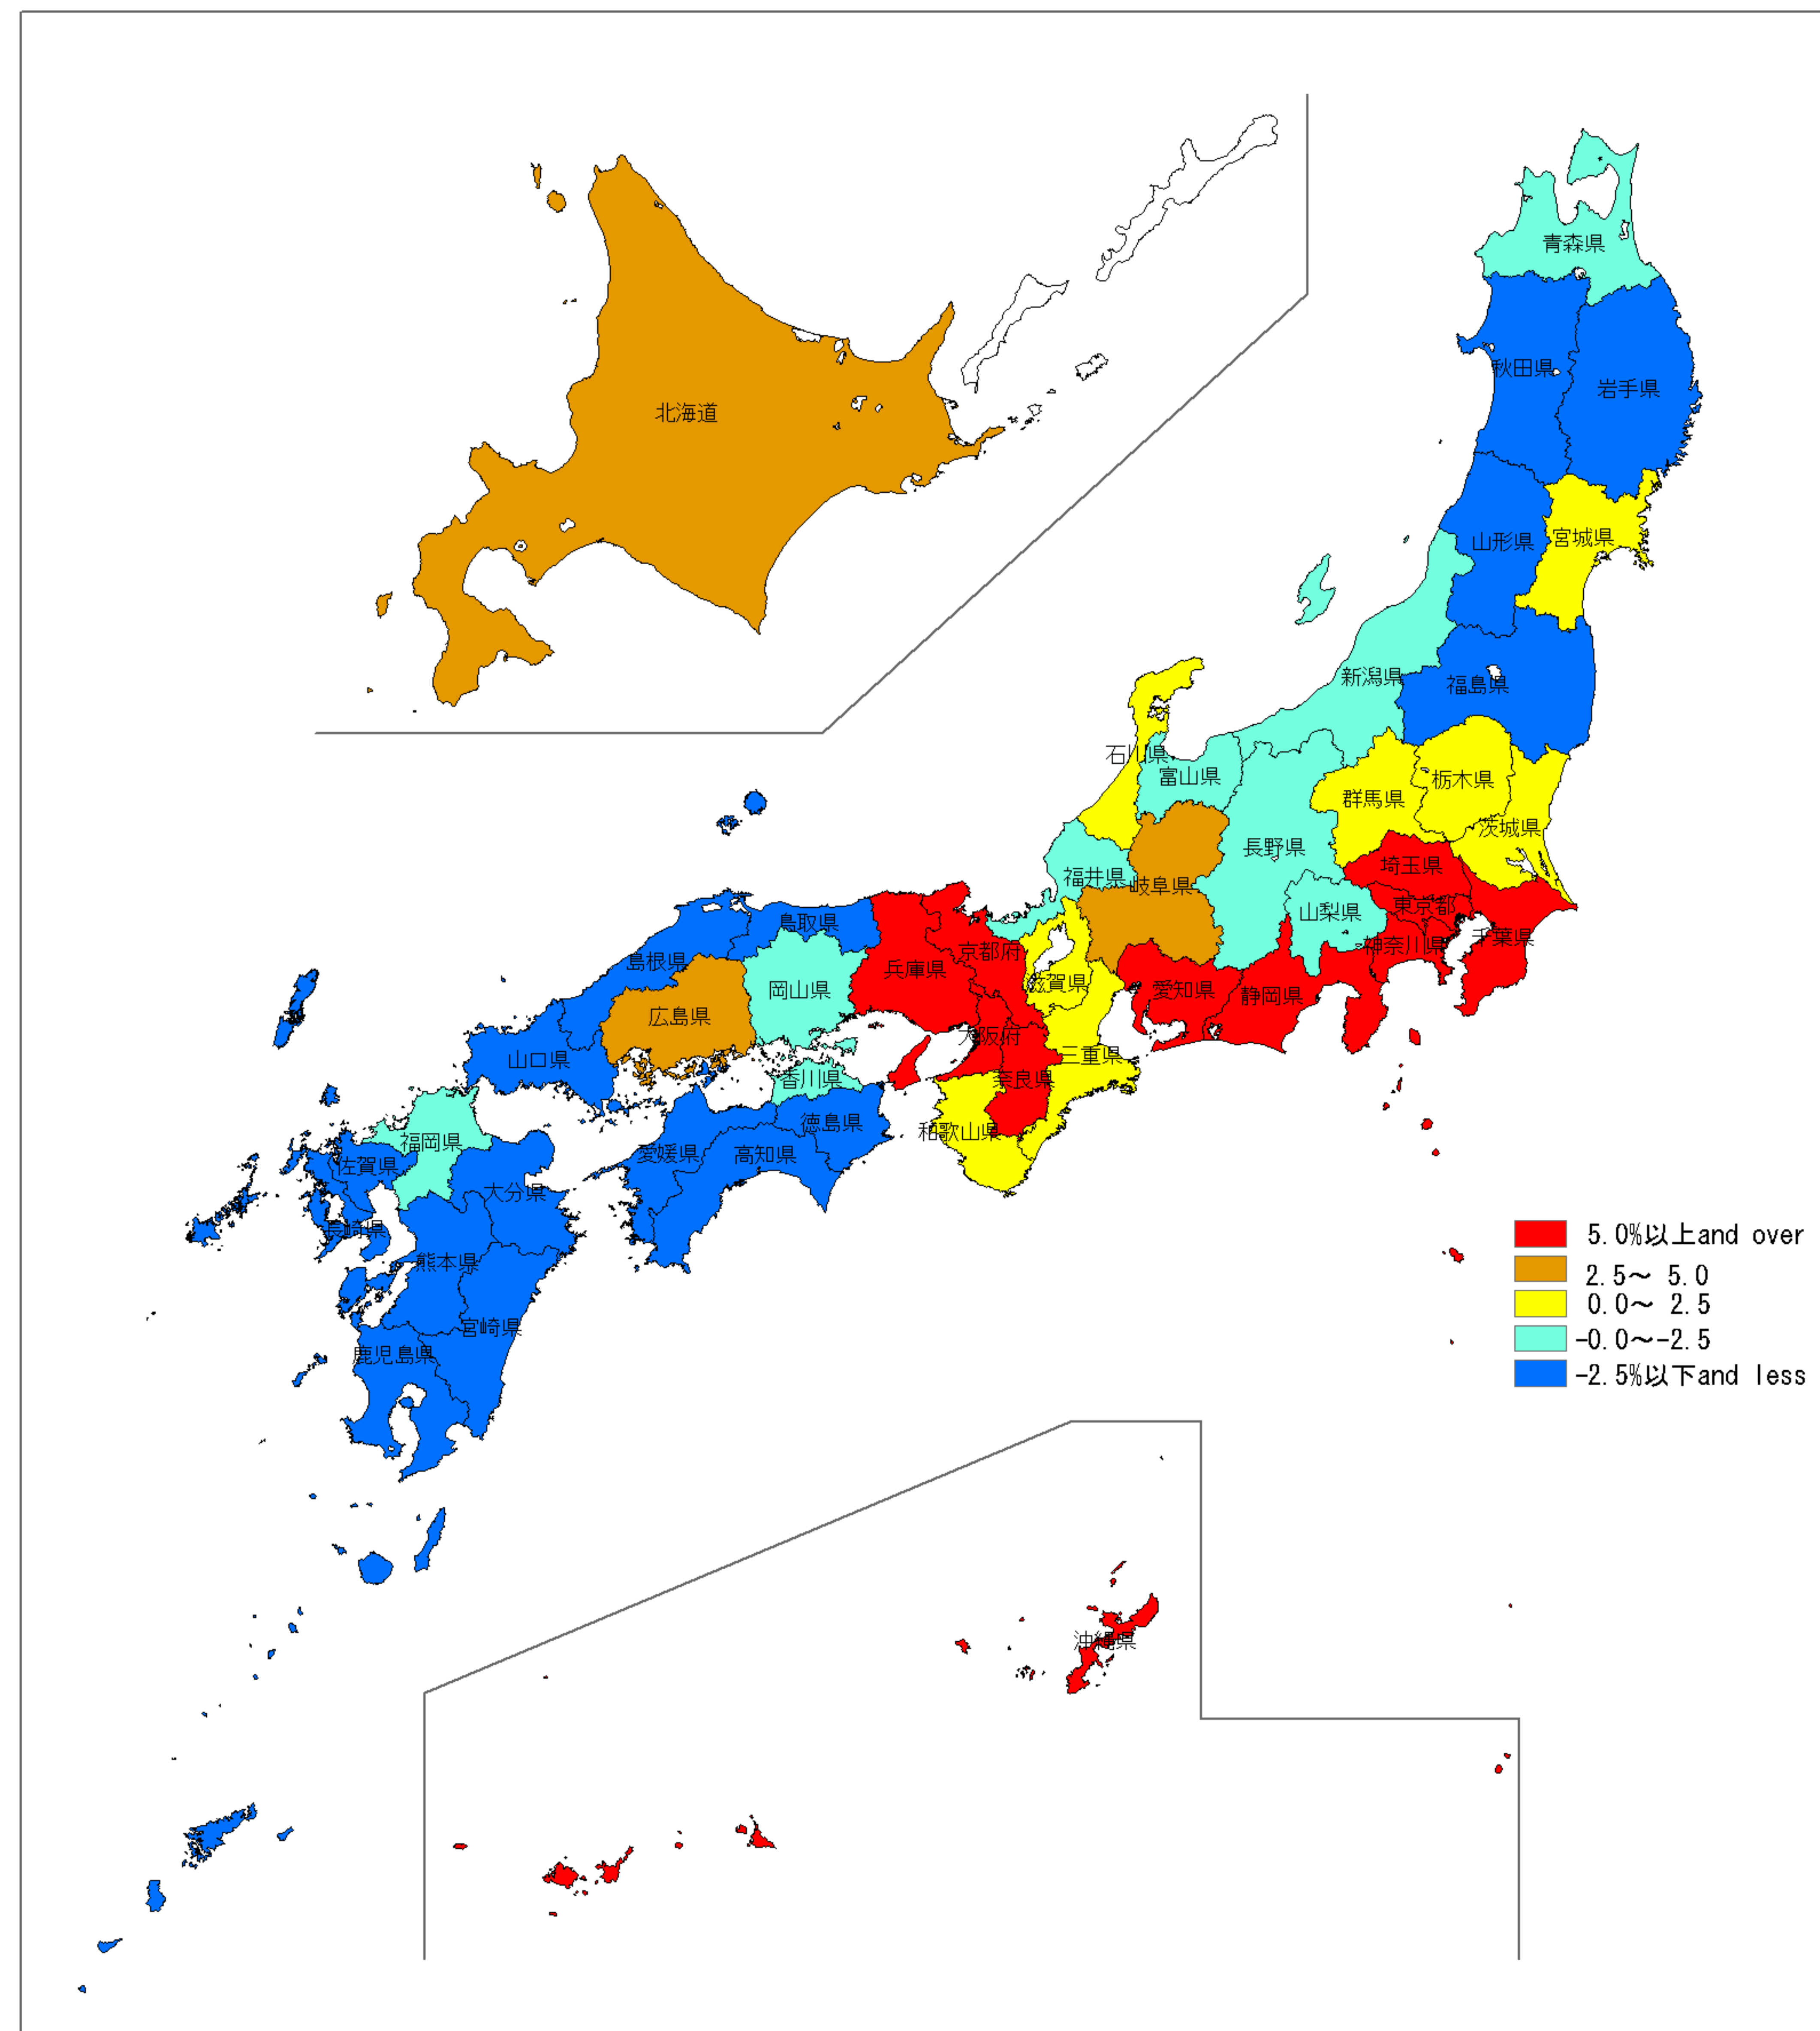 北海道
青森県
秋田県
岩手県
山形県
宮城県
新潟県
福島県
石川県
富山県
群馬県
栃木県
茨城県
長野県
埼玉県
福井県
岐阜県
山梨県
東京都
神奈川県
千葉県
鳥取県
島根県
京都府
兵庫県
滋賀県
愛知県
静岡県
岡山県
広島県
大阪府
三重県
山口県
香川県
奈良県
徳島県
和歌山県
福岡県
愛媛県
高知県
佐賀県
大分県
長崎県
熊本県
宮崎県
鹿児島県
5.0%以上and over
2.5～ 5.0
0.0～ 2.5
-0.0～-2.5
-2.5%以下and less
沖縄県